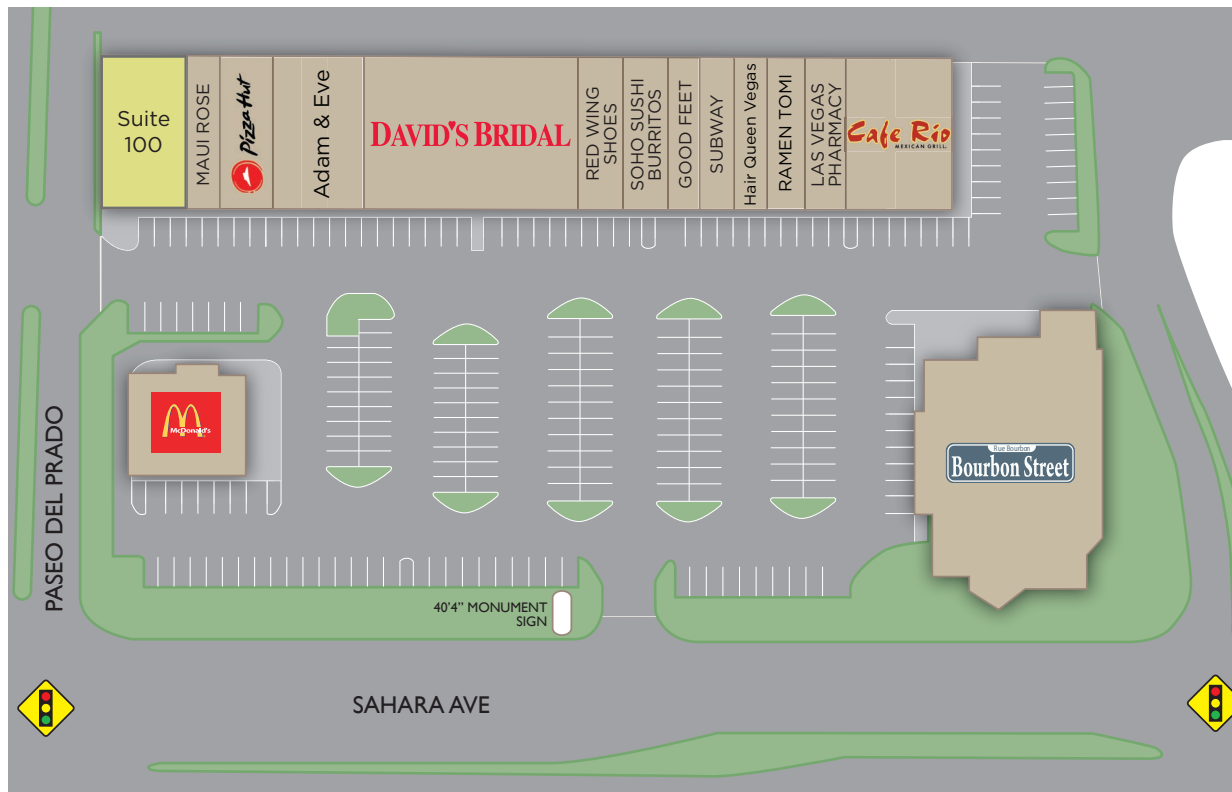 Suite
100
MAUI ROSE
Pizza Hut
Adam & Eve
DAVID'S BRIDAL
RED WING
SHOES
SOHO SUSHI
BURRITOS
GOOD FEET
SUBWAY
Hair Queen Vegas
RAMEN TOMI
LAS VEGAS
PHARMACY
Cafe Rio
MEXICAN GRILL
McDonald's
Rue Bourbon
Bourbon Street
PASEO DEL PRADO
40'4” MONUMENT
SIGN
SAHARA AVE